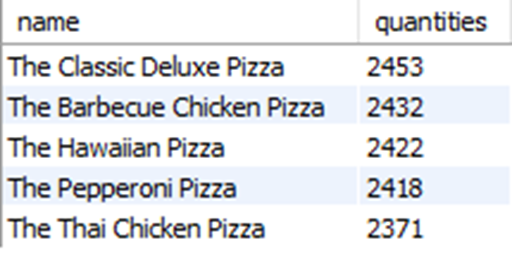 name quantities
The Classic Deluxe Pizza 2453
The Barbecue Chicken Pizza 2432
The Hawaiian Pizza 2422
The Pepperoni Pizza 2418
The Thai Chicken Pizza 2371